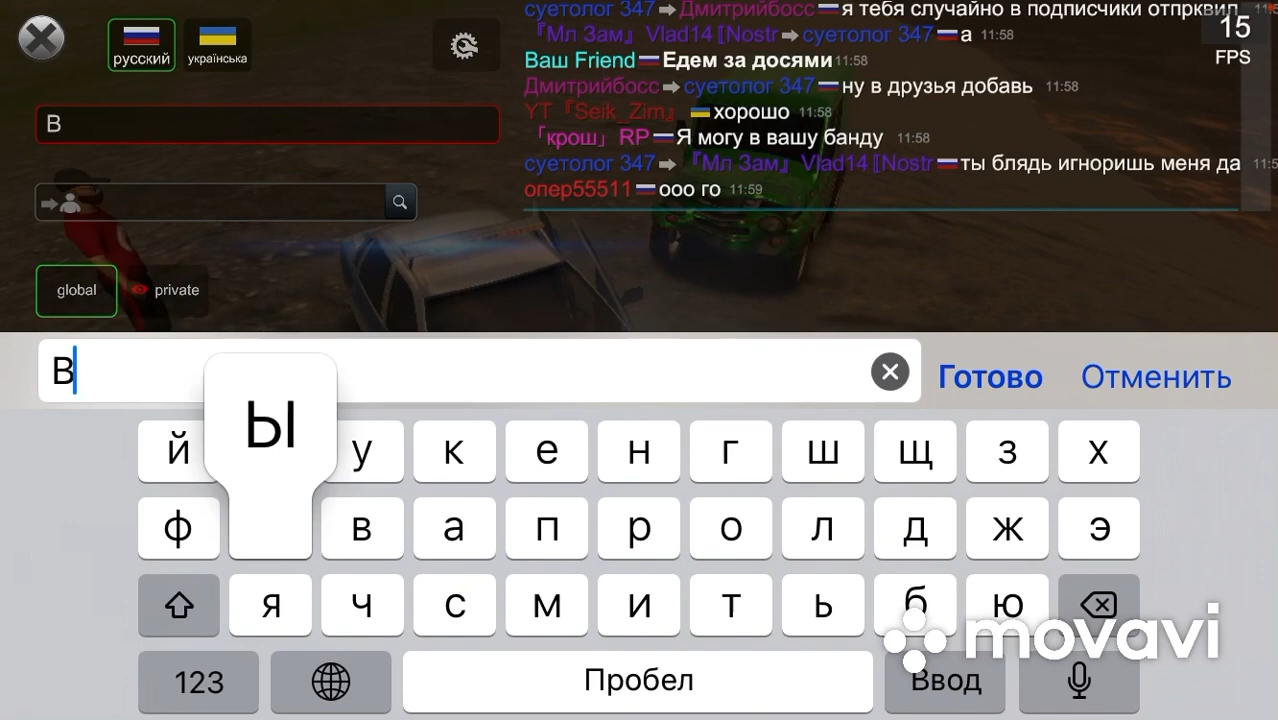 суетолог 347 Дмитрийбосс я тебя случайно в подписчики отпрквил
『Мл Зам』 Vlad14 [Nostr суетолог 347 а 11:58
Ваш Friend Едем за досями 11:58
Дмитрийбосс суетолог 347 ну в друзья добавь 11:58
YT『Seik_Zim』 хорошо 11:58
「крош」 RP Я могу в вашу банду 11:58
суетолог 347 『Мл Зам』 Vlad14 [Nostr ты блядь игноришь меня да
опер55511 ооо го 11:59
15
FPS
русский
українська
В
global
private
В
Готово
Отменить
Ы
й у к е н г ш щ з х
ф в а п р о л д ж э
я ч с м и т ь б ю
123
Пробел
Ввод
movavi